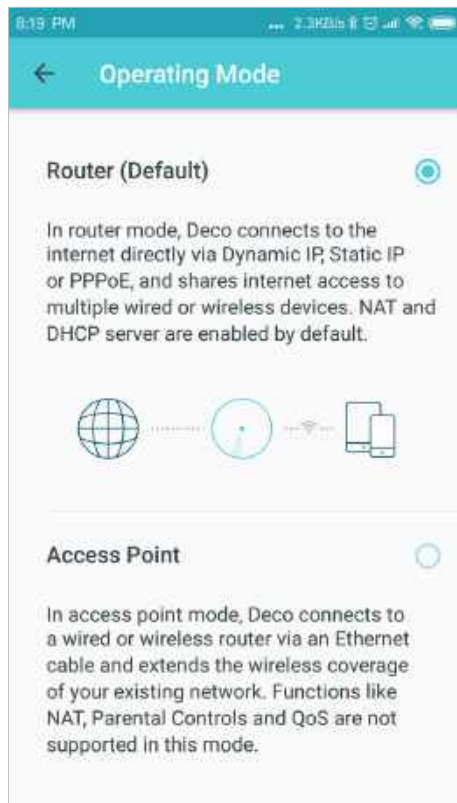 8:19 PM ... 2.3KB/s
Operating Mode
Router (Default)
In router mode, Deco connects to the
internet directly via Dynamic IP, Static IP
or PPPoE, and shares internet access to
multiple wired or wireless devices. NAT and
DHCP server are enabled by default.
Access Point
In access point mode, Deco connects to
a wired or wireless router via an Ethernet
cable and extends the wireless coverage
of your existing network. Functions like
NAT, Parental Controls and QoS are not
supported in this mode.